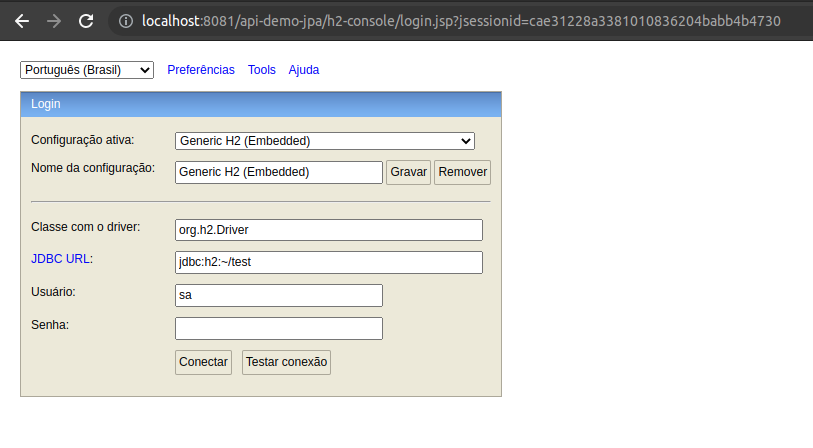 localhost:8081/api-demo-jpa/h2-console/login.jsp?jsessionid=cae31228a3381010836204babb4b4730
Português (Brasil) Preferências Tools Ajuda
Login
Configuração ativa: Generic H2 (Embedded)
Nome da configuração: Generic H2 (Embedded) Gravar Remover
Classe com o driver: org.h2.Driver
JDBC URL: jdbc:h2:~/test
Usuário: sa
Senha:
Conectar Testar conexão